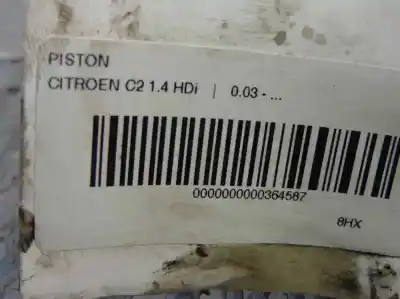 PISTON
CITROEN C2 1.4 HDi | 0.03 - ...
0000000000364587
8HX